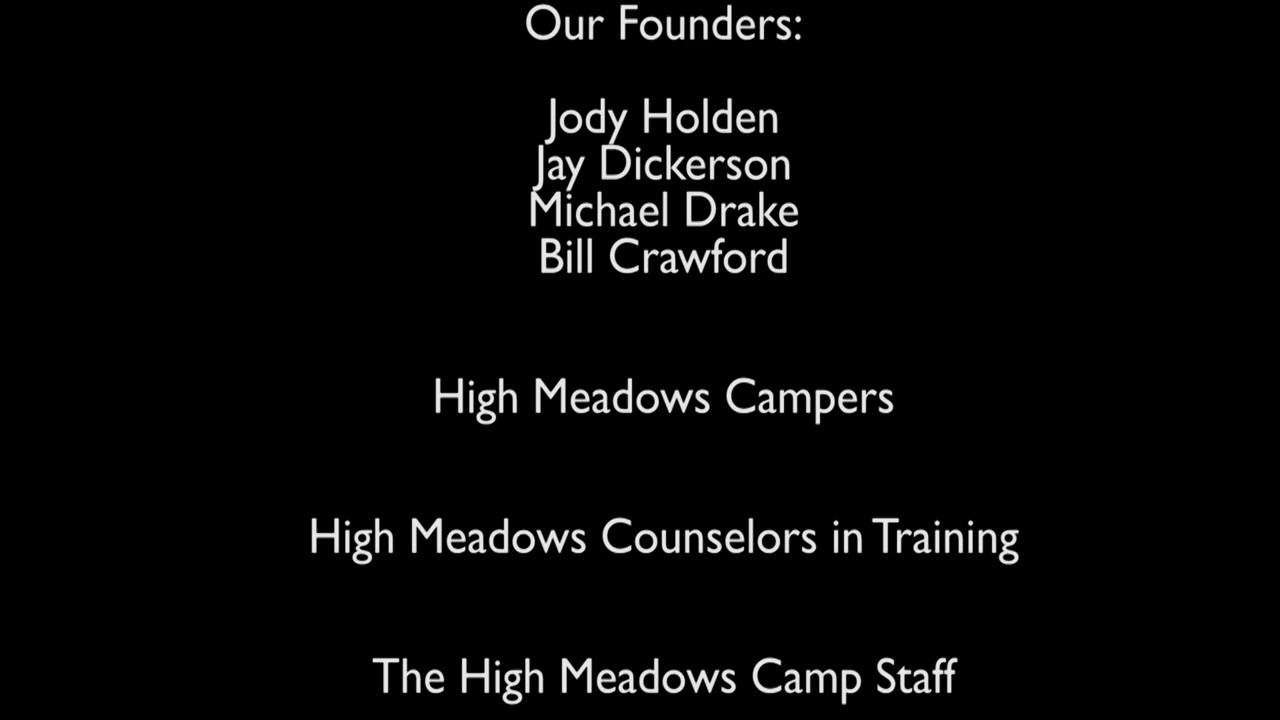 Our Founders:
Jody Holden
Jay Dickerson
Michael Drake
Bill Crawford
High Meadows Campers
High Meadows Counselors in Training
The High Meadows Camp Staff